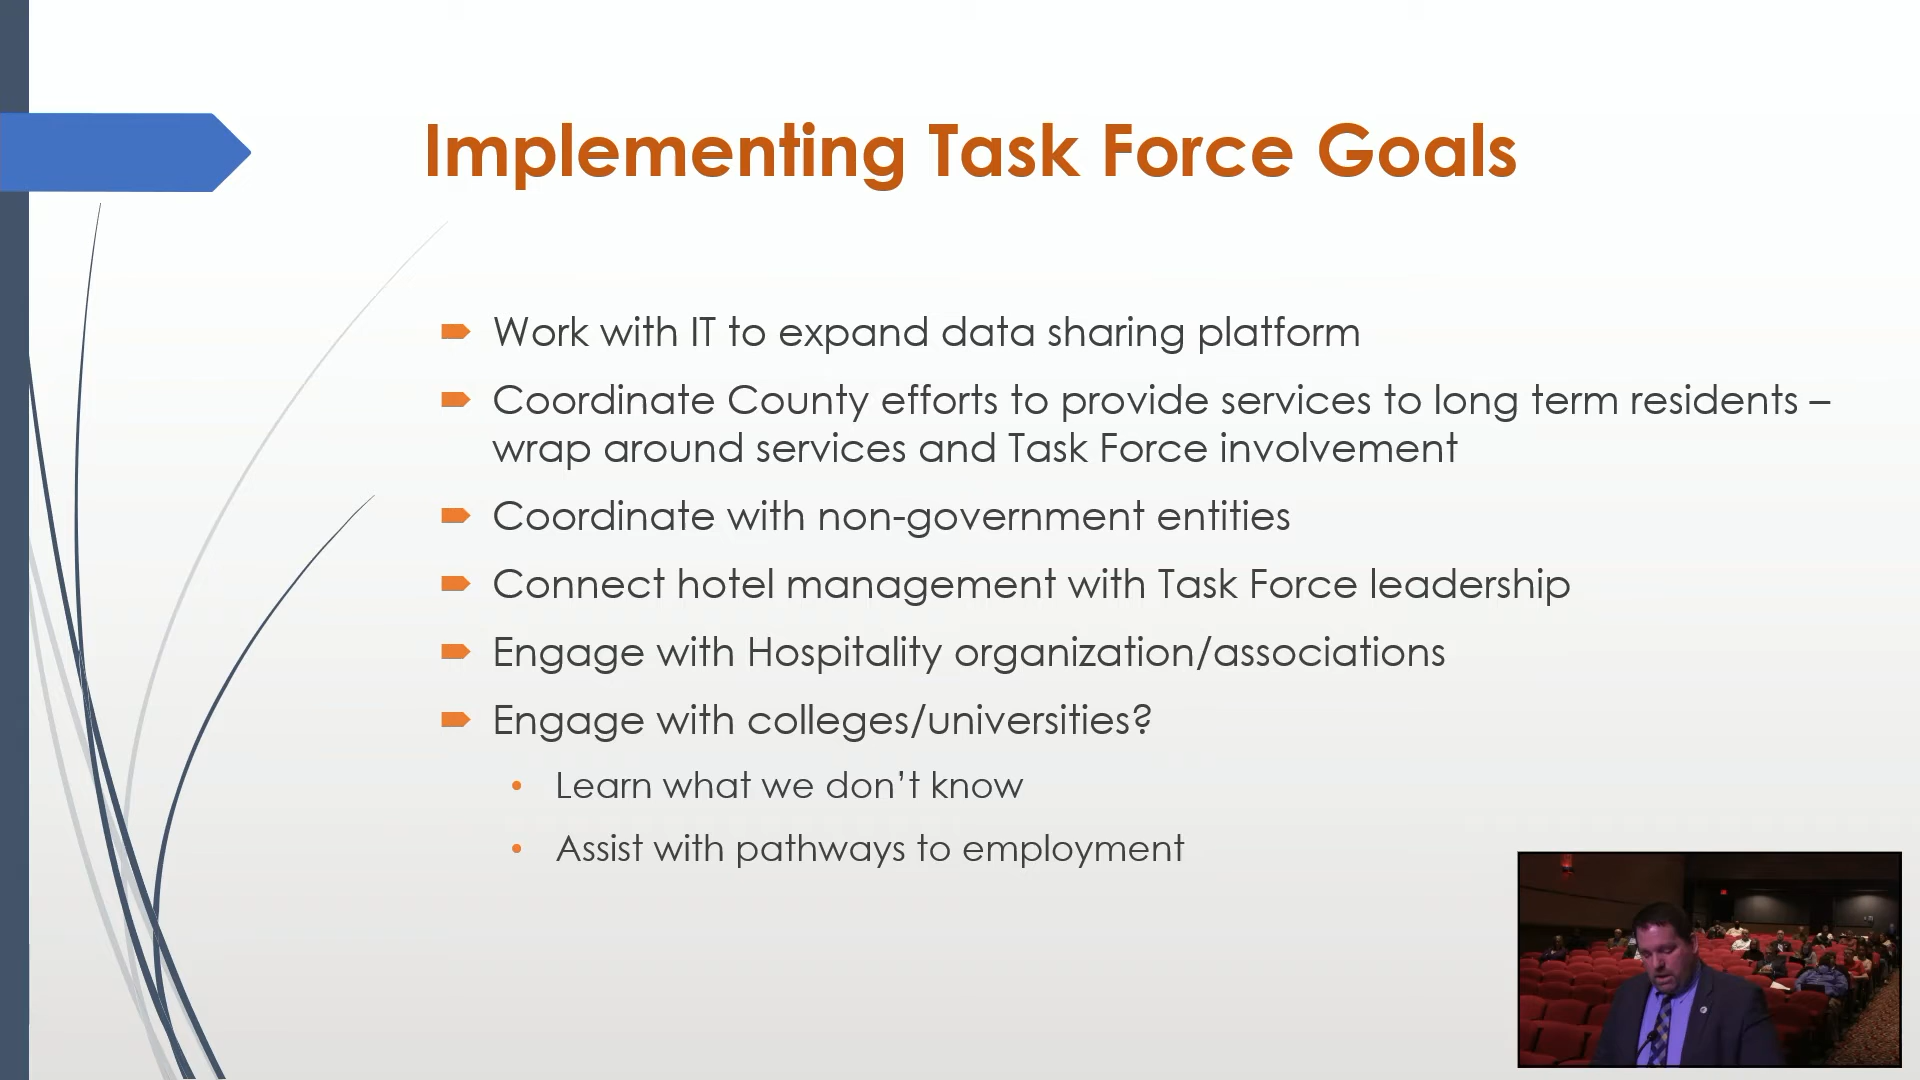 Implementing Task Force Goals
Work with IT to expand data sharing platform
Coordinate County efforts to provide services to long term residents –
wrap around services and Task Force involvement
Coordinate with non-government entities
Connect hotel management with Task Force leadership
Engage with Hospitality organization/associations
Engage with colleges/universities?
Learn what we don’t know
Assist with pathways to employment